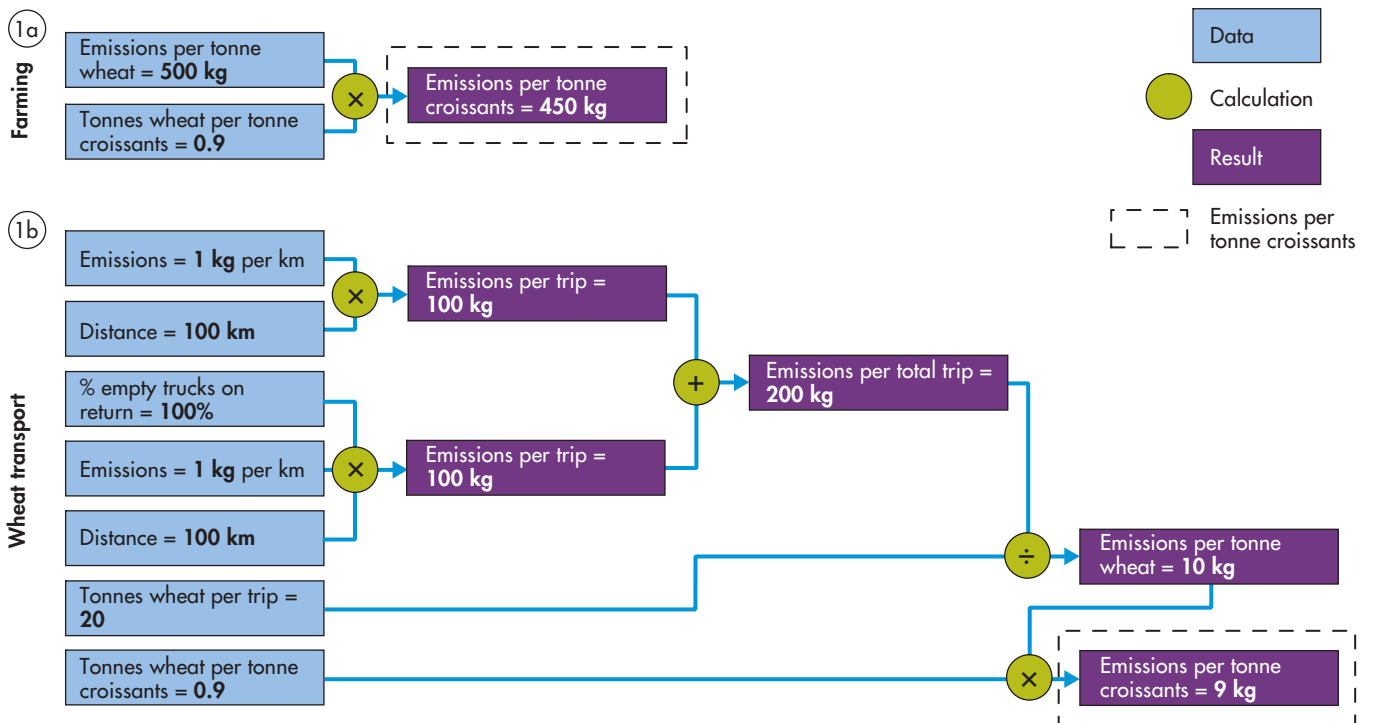 1a
Farming
Emissions per tonne
wheat = 500 kg
Tonnes wheat per tonne
croissants = 0.9
×
Emissions per tonne
croissants = 450 kg
Data
Calculation
Result
Emissions per
tonne croissants
1b
Wheat transport
Emissions = 1 kg per km
Distance = 100 km
×
Emissions per trip =
100 kg
% empty trucks on
return = 100%
Emissions = 1 kg per km
Distance = 100 km
×
Emissions per trip =
100 kg
+
Emissions per total trip =
200 kg
Tonnes wheat per trip =
20
÷
Emissions per tonne
wheat = 10 kg
Tonnes wheat per tonne
croissants = 0.9
×
Emissions per tonne
croissants = 9 kg